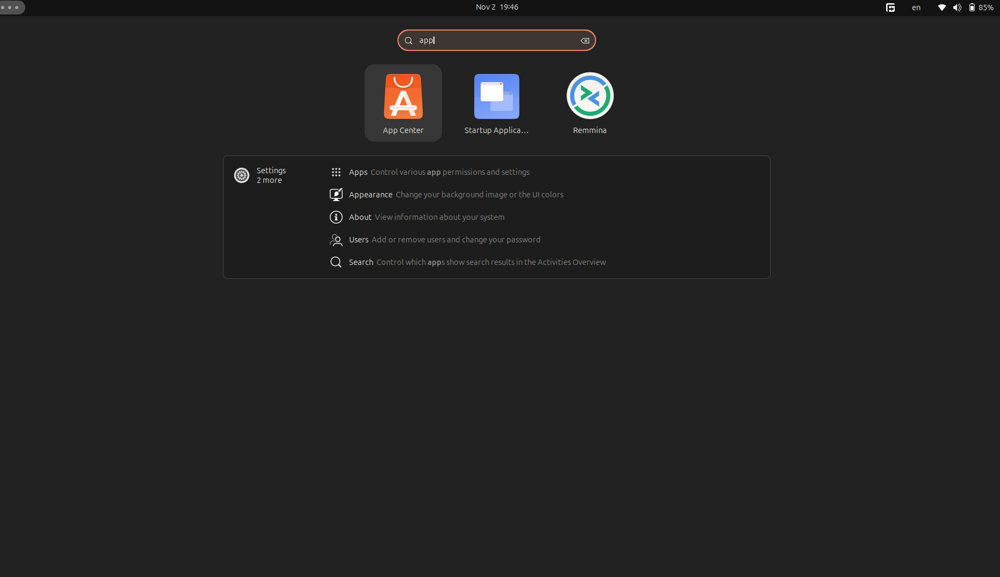 Nov 2 19:46
en
85%
app
App Center
Startup Applica…
Remmina
Settings
2 more
Apps Control various app permissions and settings
Appearance Change your background image or the UI colors
About View information about your system
Users Add or remove users and change your password
Search Control which apps show search results in the Activities Overview